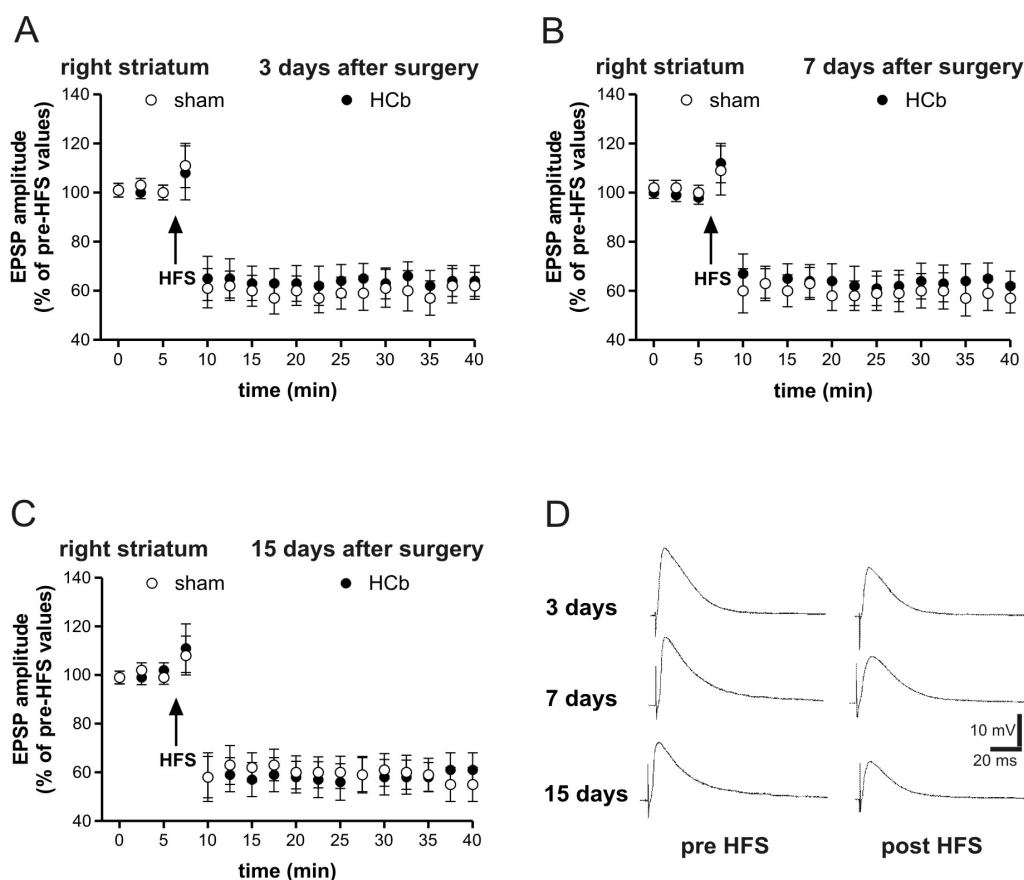 A
right striatum 3 days after surgery
sham HCb
EPSP amplitude
(% of pre-HFS values)
140
120
100
80
60
40
HFS
0 5 10 15 20 25 30 35 40
time (min)
B
right striatum 7 days after surgery
sham HCb
EPSP amplitude
(% of pre-HFS values)
140
120
100
80
60
40
HFS
0 5 10 15 20 25 30 35 40
time (min)
C
right striatum 15 days after surgery
sham HCb
EPSP amplitude
(% of pre-HFS values)
140
120
100
80
60
40
HFS
0 5 10 15 20 25 30 35 40
time (min)
D
3 days
7 days
15 days
10 mV
20 ms
pre HFS post HFS